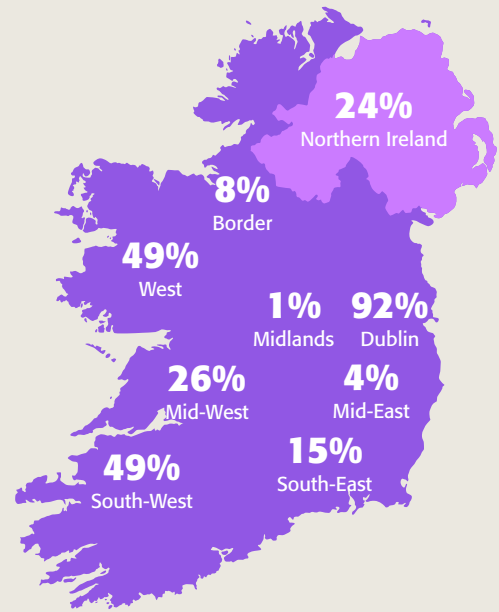 24%
Northern Ireland
8%
Border
49%
West
1%
Midlands
92%
Dublin
26%
Mid-West
4%
Mid-East
15%
South-East
49%
South-West